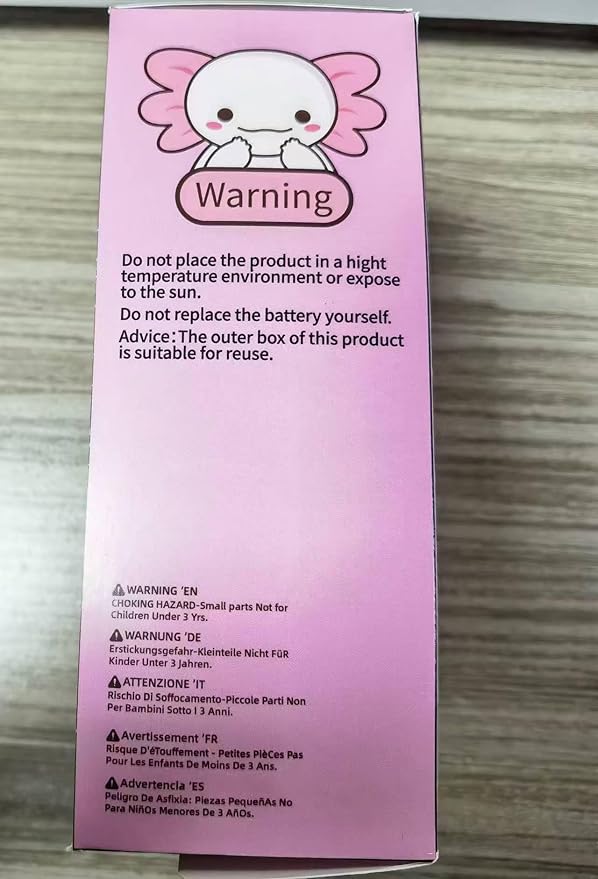 Warning
Do not place the product in a hight
temperature environment or expose
to the sun.
Do not replace the battery yourself.
Advice:The outer box of this product
is suitable for reuse.
WARNING 'EN
CHOKING HAZARD-Small parts Not for
Children Under 3 Yrs.
WARNUNG 'DE
Erstickungsgefahr-Kleinteile Nicht FüR
Kinder Unter 3 Jahren.
ATTENZIONE 'IT
Rischio Di Soffocamento-Piccole Parti Non
Per Bambini Sotto I 3 Anni.
Avertissement 'FR
Risque D'éTouffement - Petites PièCes Pas
Pour Les Enfants De Moins De 3 Ans.
Advertencia 'ES
Peligro De Asfixia: Piezas PequeñAs No
Para NiñOs Menores De 3 AñOs.